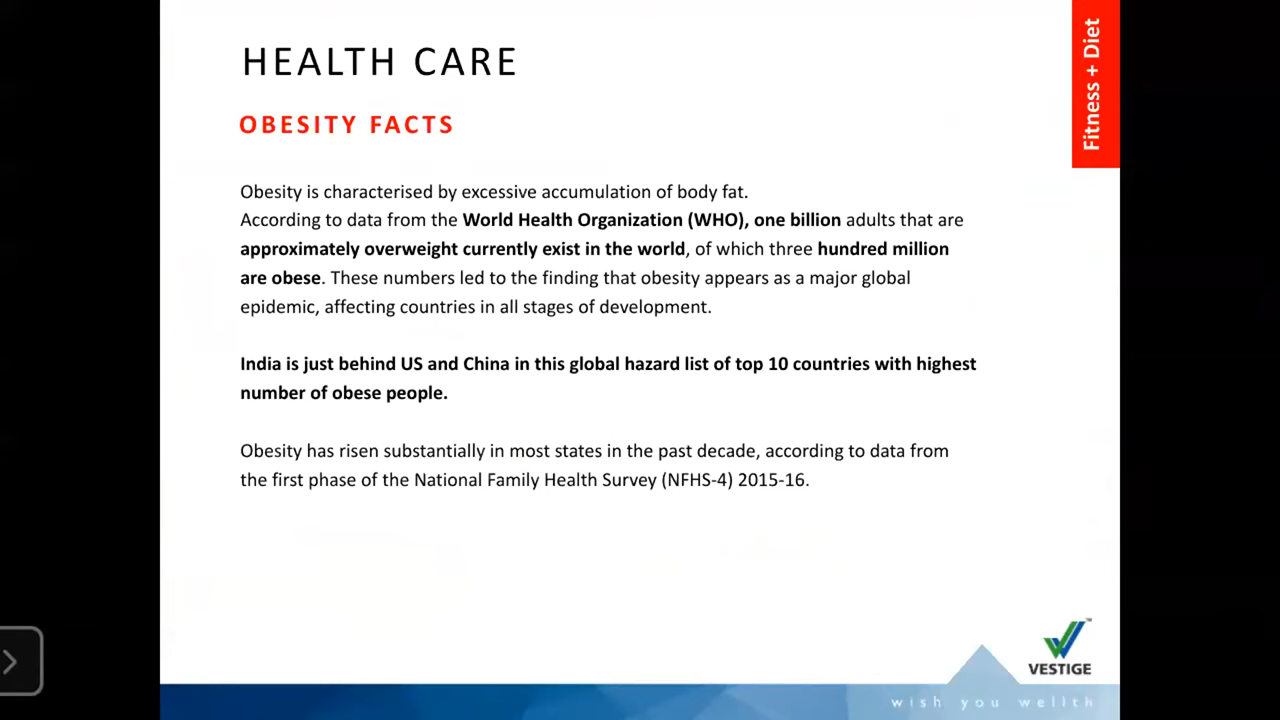 HEALTH CARE
Fitness + Diet
OBESITY FACTS
Obesity is characterised by excessive accumulation of body fat.
According to data from the World Health Organization (WHO), one billion adults that are
approximately overweight currently exist in the world, of which three hundred million
are obese. These numbers led to the finding that obesity appears as a major global
epidemic, affecting countries in all stages of development.
India is just behind US and China in this global hazard list of top 10 countries with highest
number of obese people.
Obesity has risen substantially in most states in the past decade, according to data from
the first phase of the National Family Health Survey (NFHS-4) 2015-16.
VESTIGE
wish you wellth